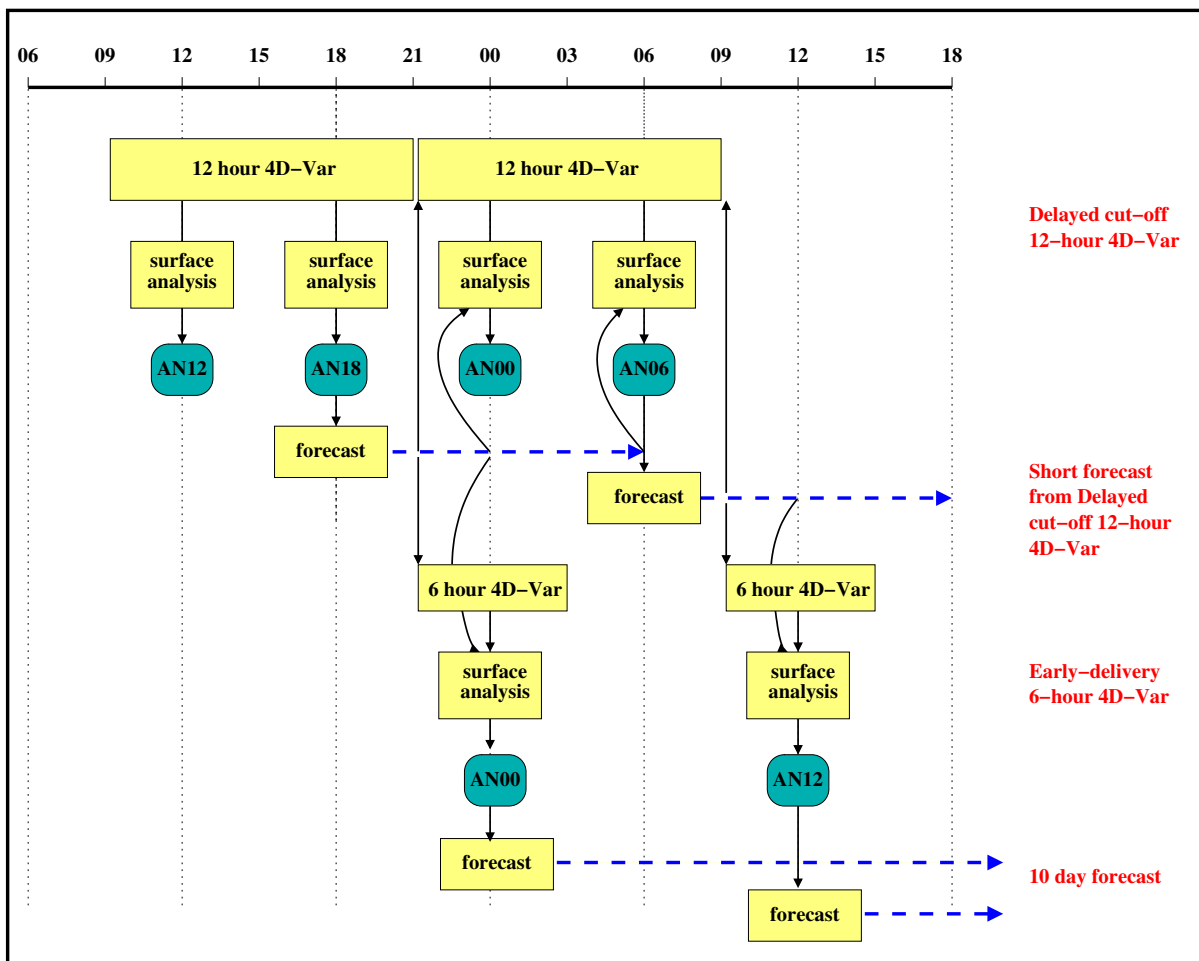 06 09 12 15 18 21 00 03 06 09 12 15 18
12 hour 4D−Var
12 hour 4D−Var
Delayed cut−off
12−hour 4D−Var
surface
analysis
surface
analysis
surface
analysis
surface
analysis
AN12
AN18
AN00
AN06
forecast
forecast
Short forecast
from Delayed
cut−off 12−hour
4D−Var
6 hour 4D−Var
6 hour 4D−Var
surface
analysis
surface
analysis
Early−delivery
6−hour 4D−Var
AN00
AN12
forecast
10 day forecast
forecast